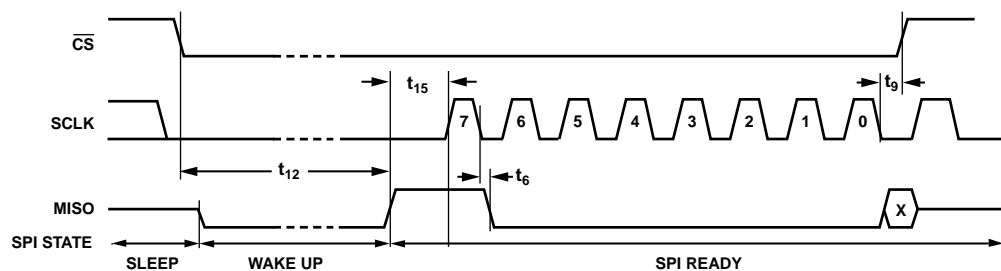 CS
t15
t9
SCLK
7 6 5 4 3 2 1 0
t12
t6
MISO
X
SPI STATE
SLEEP WAKE UP SPI READY